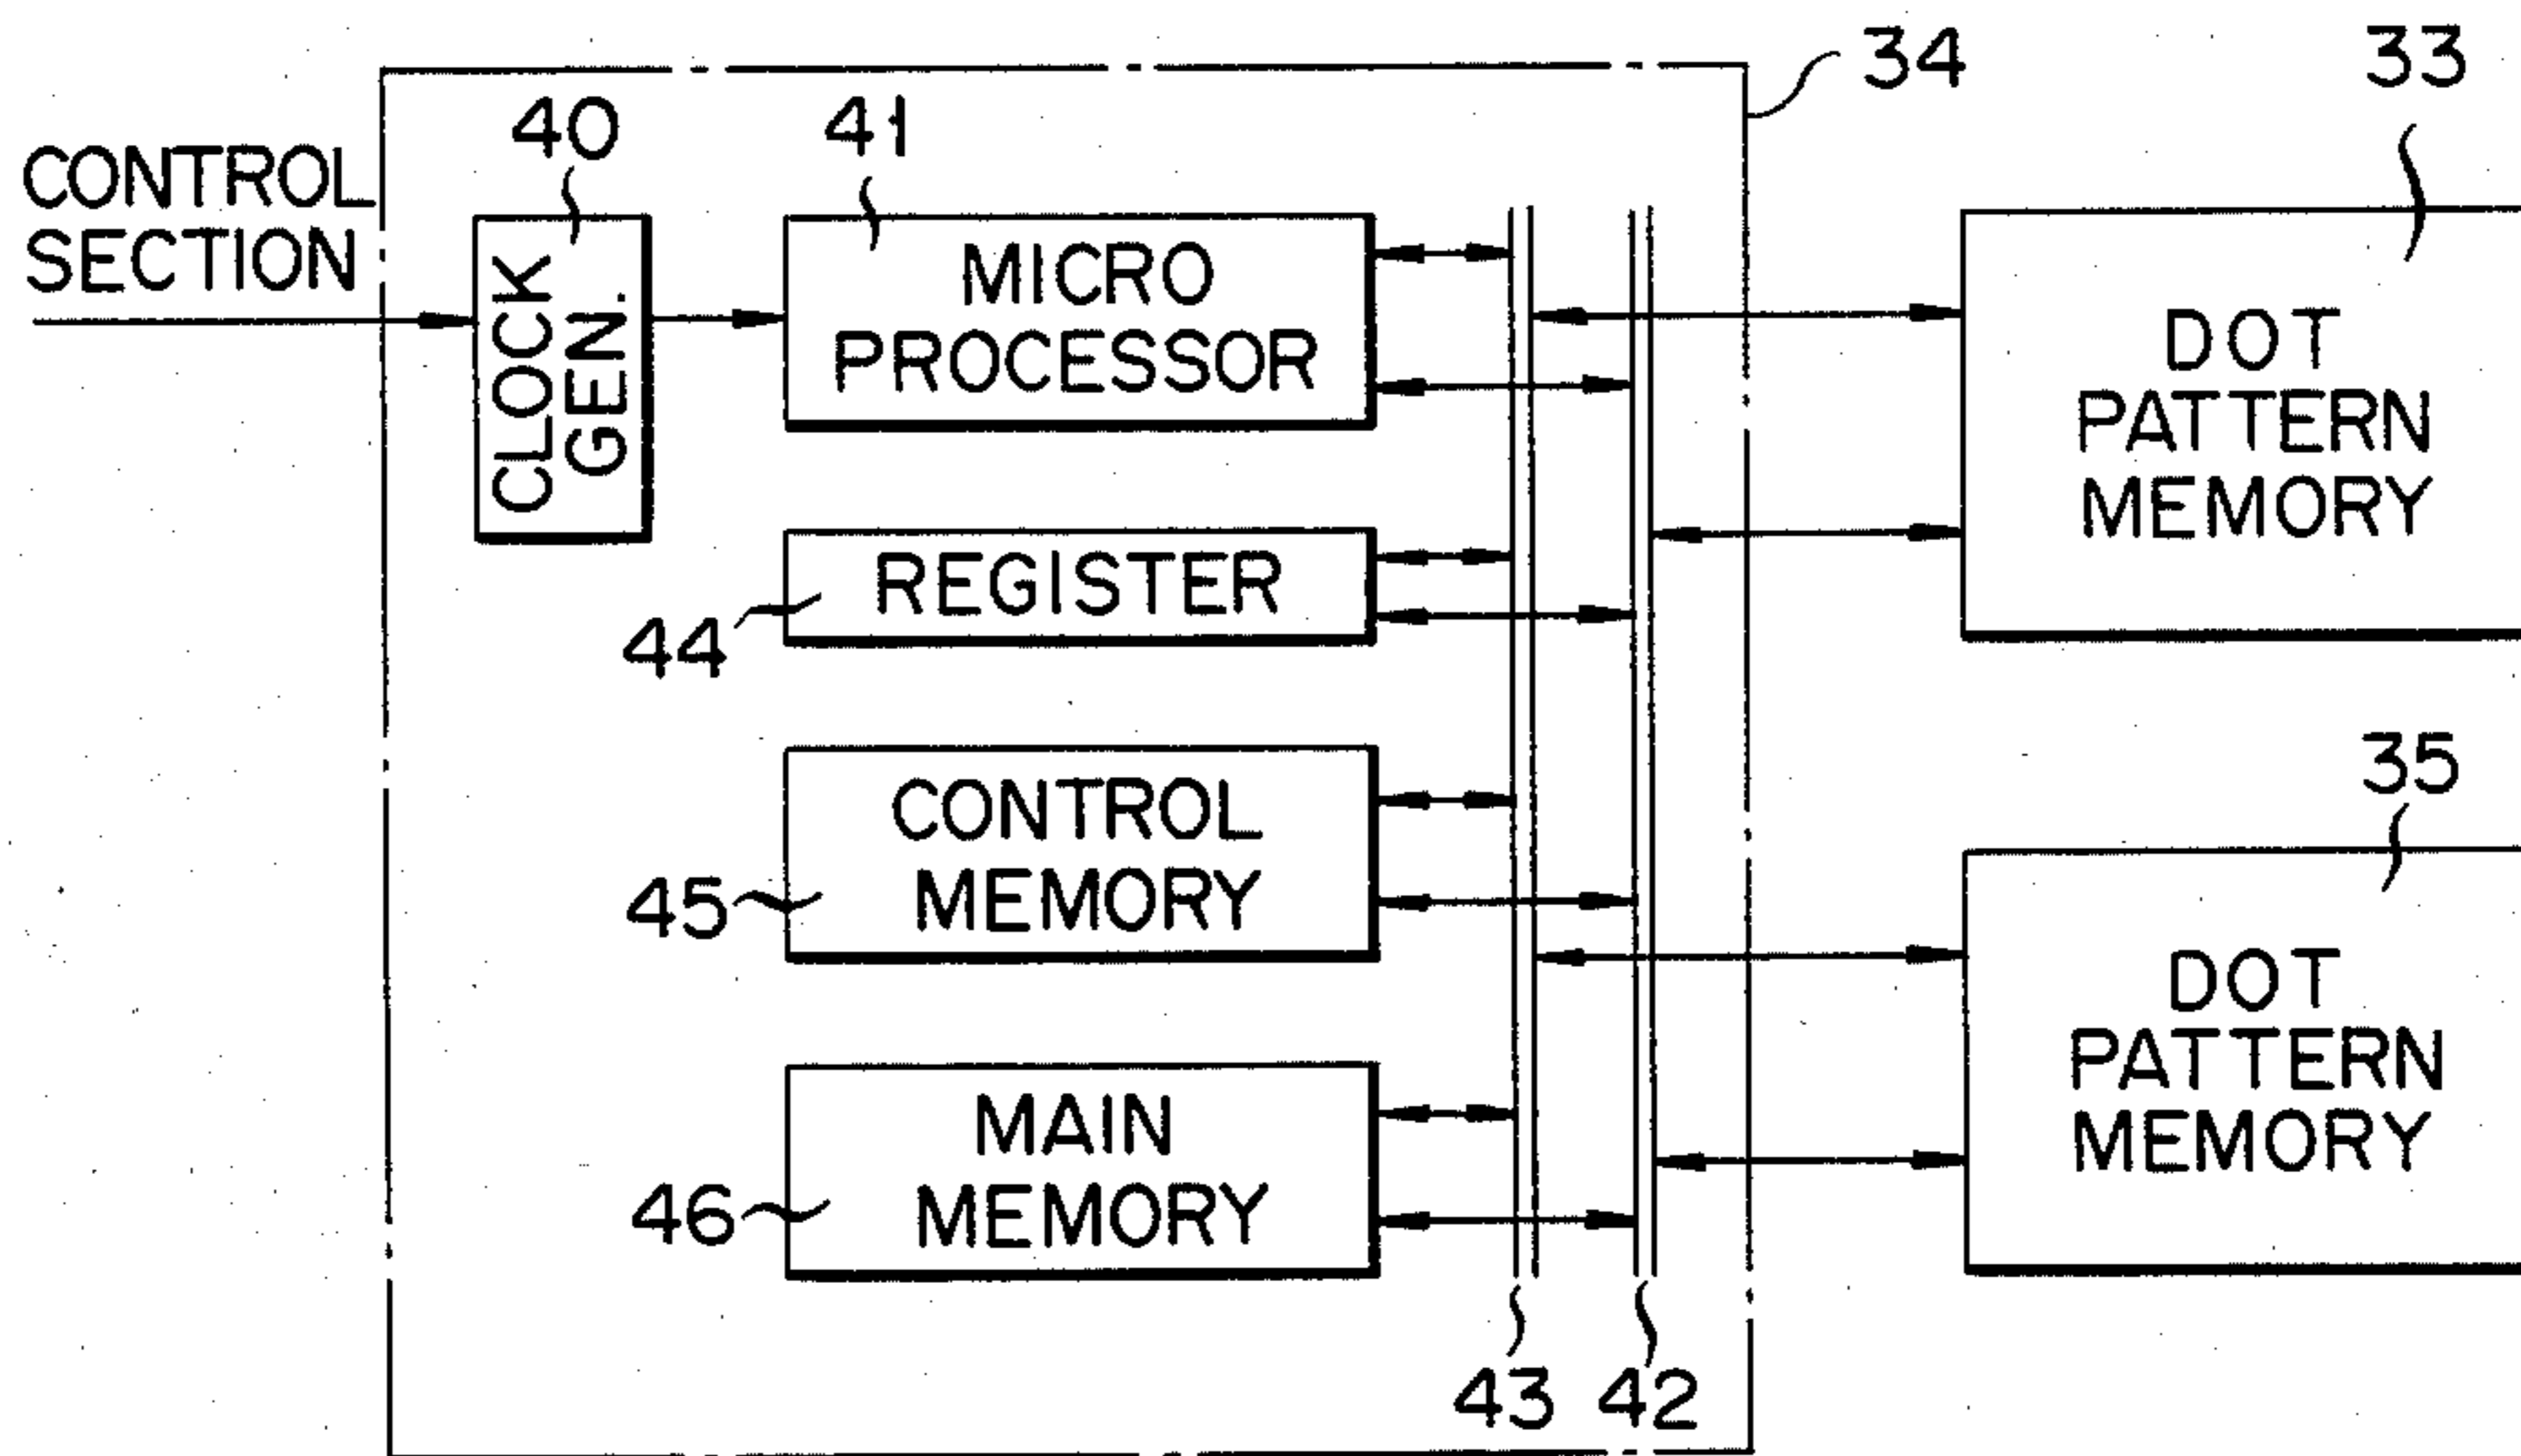 34
33
40
41
CONTROL
SECTION
CLOCK
GEN.
MICRO
PROCESSOR
DOT
PATTERN
MEMORY
44
REGISTER
35
45
CONTROL
MEMORY
DOT
PATTERN
MEMORY
46
MAIN
MEMORY
43
42